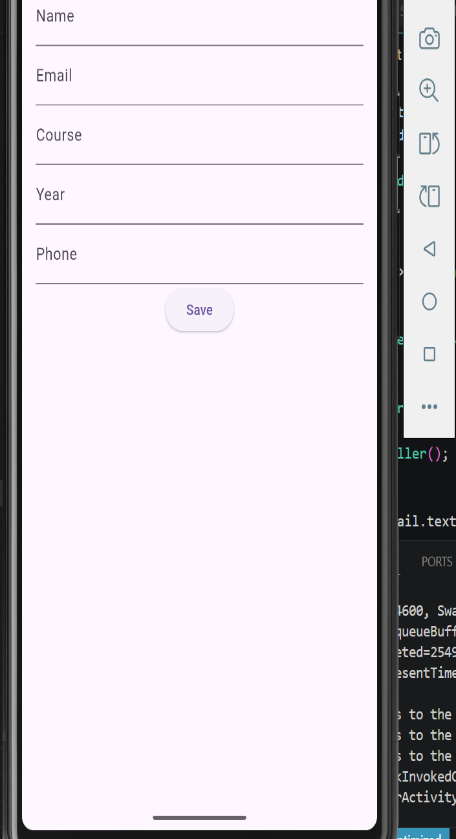 Name
Email
Course
Year
Phone
Save
ller();
ail.text
PORTS
4600, Swa
queueBuff
eted=2549
esentTime
s to the
s to the
s to the
kInvokedC
rActivity